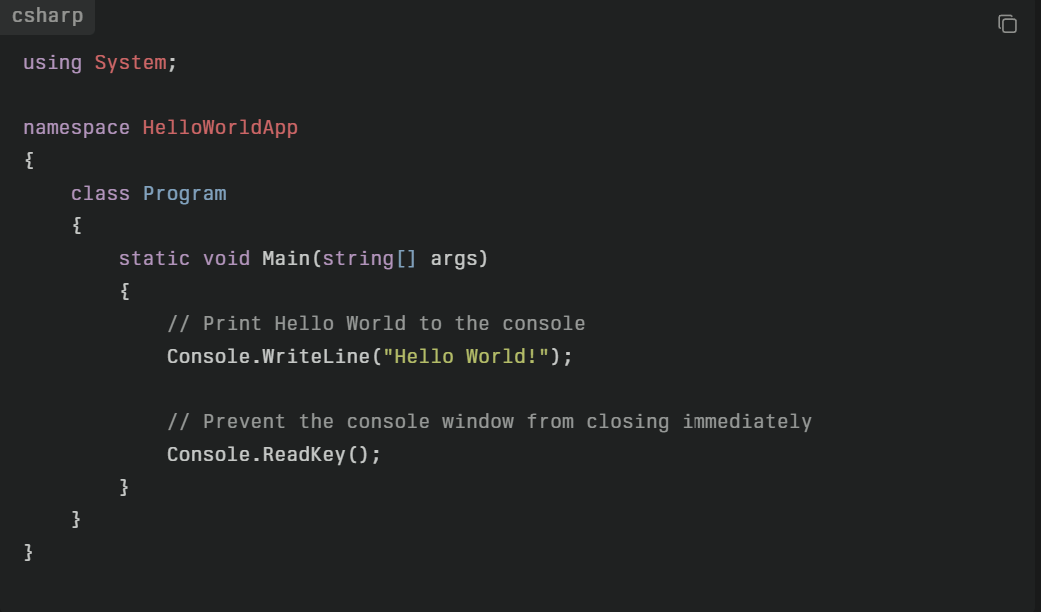 csharp
using System;
namespace HelloWorldApp
{
    class Program
    {
        static void Main(string[] args)
        {
            // Print Hello World to the console
            Console.WriteLine("Hello World!");
            // Prevent the console window from closing immediately
            Console.ReadKey();
        }
    }
}